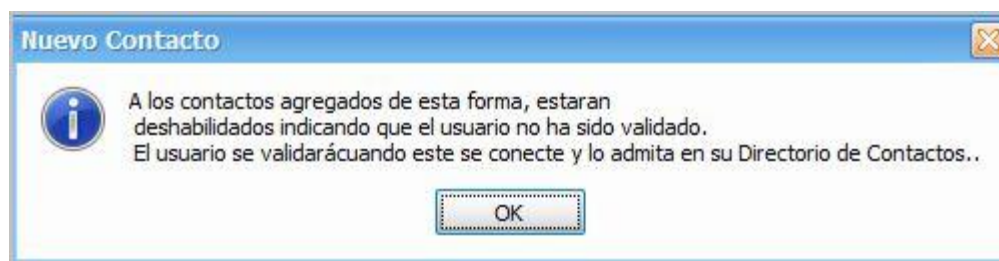 Nuevo Contacto
A los contactos agregados de esta forma, estaran
deshabilidados indicando que el usuario no ha sido validado.
El usuario se validarácuando este se conecte y lo admita en su Directorio de Contactos..
OK